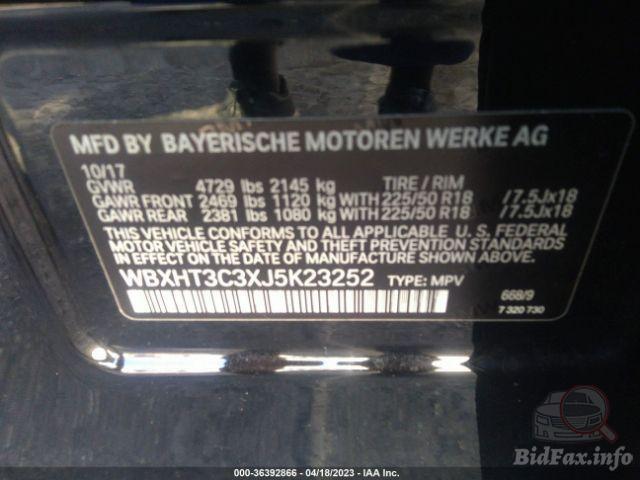 MFD BY BAYERISCHE MOTOREN WERKE AG
10/17
GVWR 4729 lbs 2145 kg TIRE / RIM
GAWR FRONT 2469 lbs 1120 kg WITH 225/50 R18 / 7.5Jx18
GAWR REAR 2381 lbs 1080 kg WITH 225/50 R18 / 7.5Jx18
THIS VEHICLE CONFORMS TO ALL APPLICABLE U. S. FEDERAL
MOTOR VEHICLE SAFETY AND THEFT PREVENTION STANDARDS
IN EFFECT ON THE DATE OF MANUFACTURE SHOWN ABOVE.
WBXHT3C3XJ5K23252 TYPE: MPV
668/9
7 320 730
000-36392866 - 04/18/2023 - IAA Inc.
BidFax.info